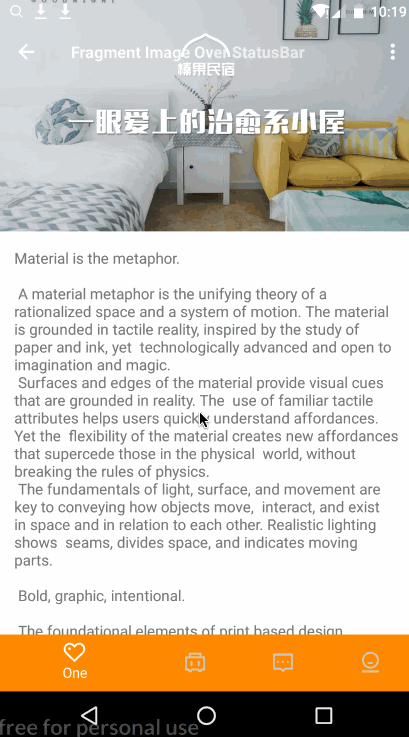 10:19
Fragment Image Over StatusBar
榛果民宿
一眼爱上的治愈系小屋
Material is the metaphor.
A material metaphor is the unifying theory of a
rationalized space and a system of motion. The material
is grounded in tactile reality, inspired by the study of
paper and ink, yet  technologically advanced and open to
imagination and magic.
Surfaces and edges of the material provide visual cues
that are grounded in reality. The  use of familiar tactile
attributes helps users quickly understand affordances.
Yet the  flexibility of the material creates new affordances
that supercede those in the physical  world, without
breaking the rules of physics.
The fundamentals of light, surface, and movement are
key to conveying how objects move,  interact, and exist
in space and in relation to each other. Realistic lighting
shows  seams, divides space, and indicates moving
parts.
Bold, graphic, intentional.
The foundational elements of print based design
One
free for personal use